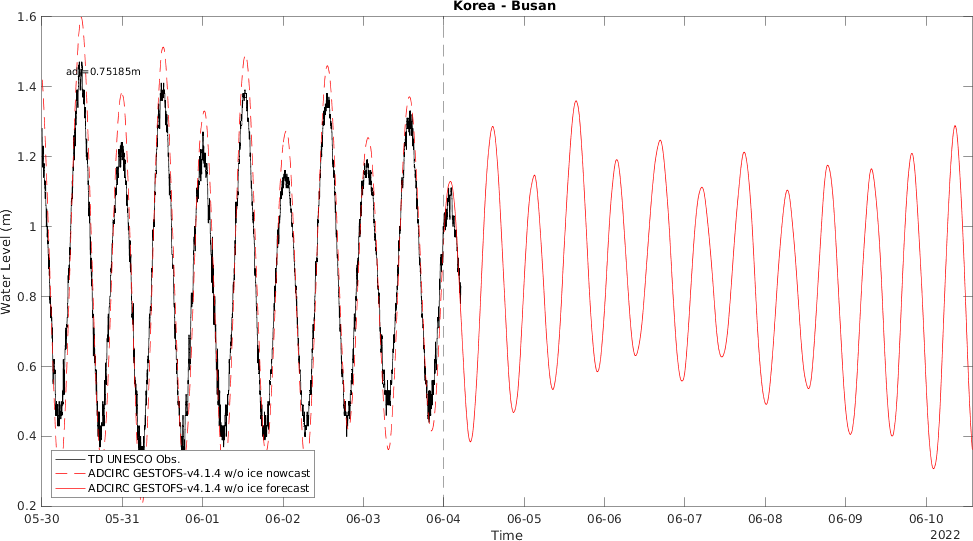 Korea - Busan
1.6
1.4
1.2
1
0.8
0.6
0.4
0.2
Water Level (m)
adj=0.75185m
TD UNESCO Obs.
ADCIRC GESTOFS-v4.1.4 w/o ice nowcast
ADCIRC GESTOFS-v4.1.4 w/o ice forecast
05-30 05-31 06-01 06-02 06-03 06-04 06-05 06-06 06-07 06-08 06-09 06-10
Time
2022